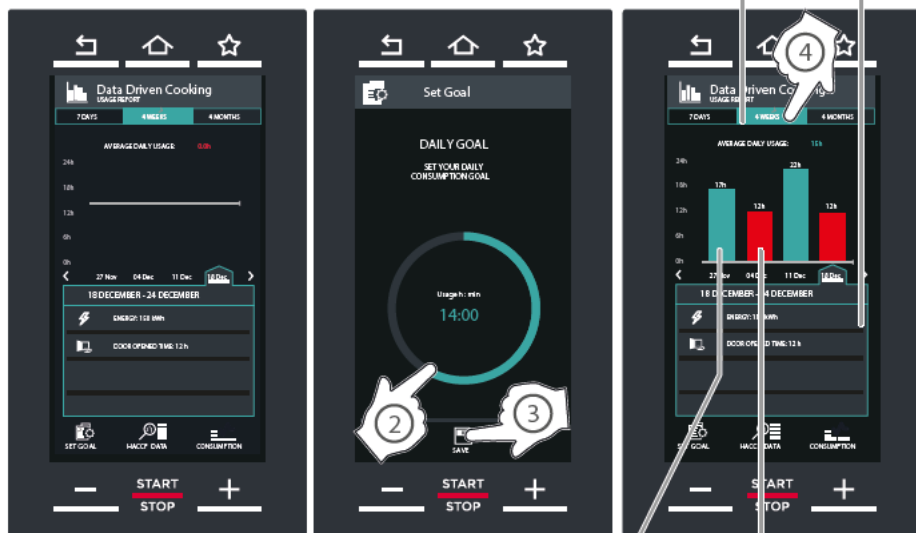 Data Driven Cooking
USAGE REPORT
7 DAYS 4 WEEKS 4 MONTHS
AVERAGE DAILY USAGE: 0.0h
24h
18h
12h
6h
0h
27 Nov 04 Dec 11 Dec 18 Dec
18 DECEMBER - 24 DECEMBER
ENERGY: 158 kWh
DOOR OPENED TIME: 12 h
SET GOAL HACCP DATA CONSUMPTION
START
STOP
Set Goal
DAILY GOAL
SET YOUR DAILY
CONSUMPTION GOAL
Usage h : min
14:00
2
3
SAVE
START
STOP
4
Data Driven
USAGE REPORT
7 DAYS 4 WEEKS 4 MONTHS
AVERAGE DAILY USAGE: 15h
24h
18h
12h
6h
0h
17h
12h
22h
12h
27 Nov 04 Dec 11 Dec 18 Dec
18 DECEMBER - 24 DECEMBER
ENERGY: 158 kWh
DOOR OPENED TIME: 12 h
SET GOAL HACCP DATA CONSUMPTION
START
STOP